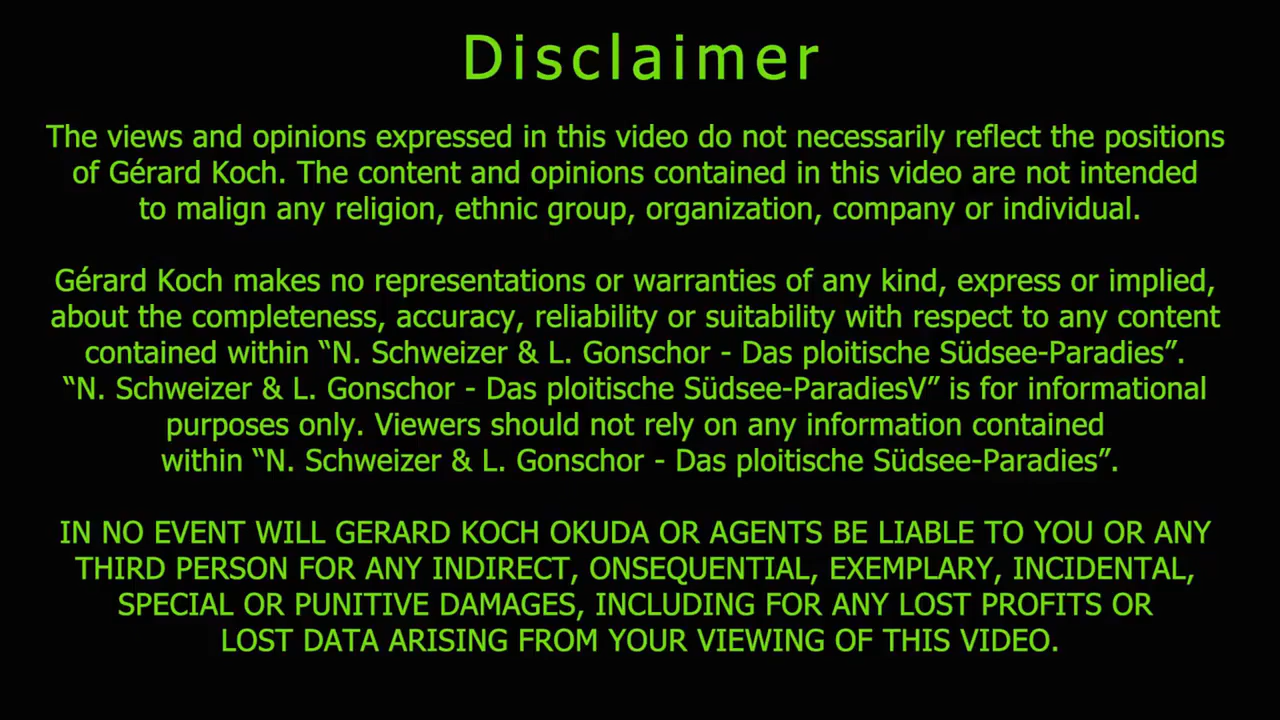 Disclaimer
The views and opinions expressed in this video do not necessarily reflect the positions
of Gérard Koch. The content and opinions contained in this video are not intended
to malign any religion, ethnic group, organization, company or individual.
Gérard Koch makes no representations or warranties of any kind, express or implied,
about the completeness, accuracy, reliability or suitability with respect to any content
contained within “N. Schweizer & L. Gonschor - Das ploitische Südsee-Paradies”.
“N. Schweizer & L. Gonschor - Das ploitische Südsee-ParadiesV” is for informational
purposes only. Viewers should not rely on any information contained
within “N. Schweizer & L. Gonschor - Das ploitische Südsee-Paradies”.
IN NO EVENT WILL GERARD KOCH OKUDA OR AGENTS BE LIABLE TO YOU OR ANY
THIRD PERSON FOR ANY INDIRECT, ONSEQUENTIAL, EXEMPLARY, INCIDENTAL,
SPECIAL OR PUNITIVE DAMAGES, INCLUDING FOR ANY LOST PROFITS OR
LOST DATA ARISING FROM YOUR VIEWING OF THIS VIDEO.